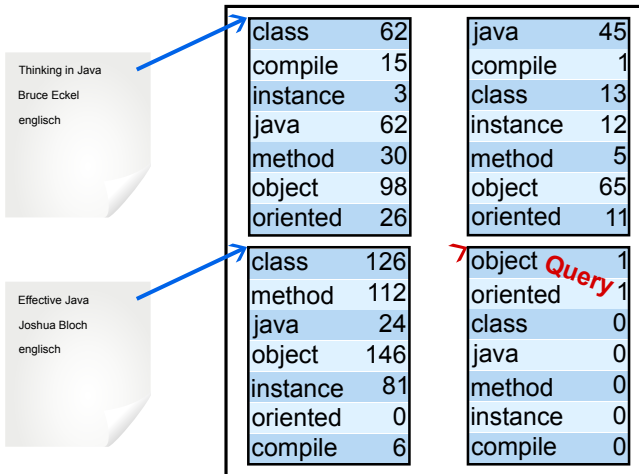 Thinking in Java
Bruce Eckel
englisch
class 62
compile 15
instance 3
java 62
method 30
object 98
oriented 26
java 45
compile 1
class 13
instance 12
method 5
object 65
oriented 11
Effective Java
Joshua Bloch
englisch
class 126
method 112
java 24
object 146
instance 81
oriented 0
compile 6
Query
object 1
oriented 1
class 0
java 0
method 0
instance 0
compile 0